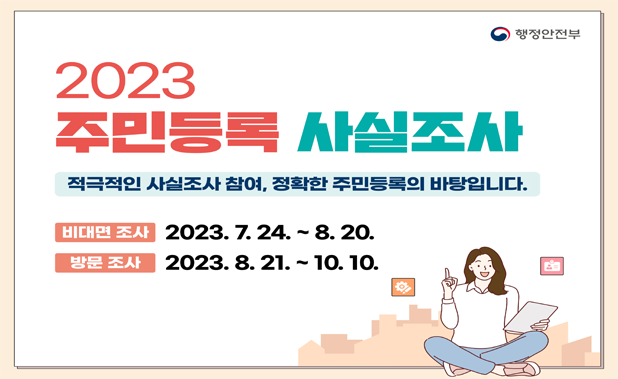 행정안전부
2023
주민등록 사실조사
적극적인 사실조사 참여, 정확한 주민등록의 바탕입니다.
비대면 조사 2023. 7. 24. ~ 8. 20.
방문 조사 2023. 8. 21. ~ 10. 10.